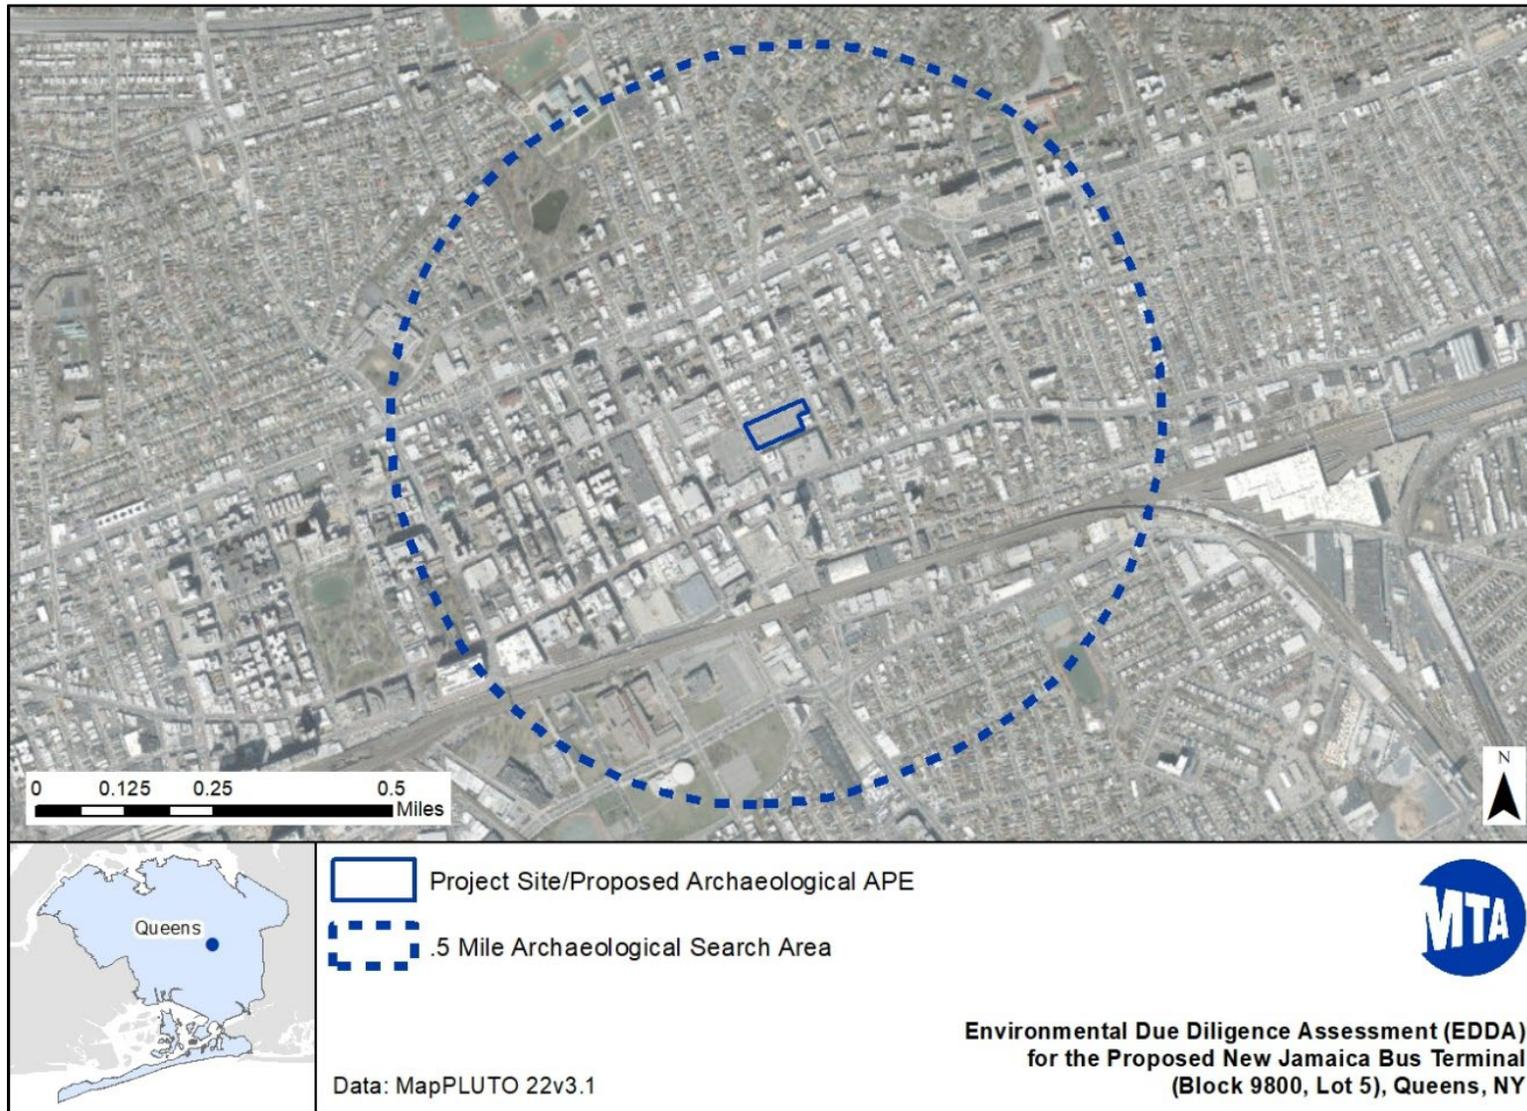 0 0.125 0.25 0.5
Miles
N
Queens
Project Site/Proposed Archaeological APE
.5 Mile Archaeological Search Area
Data: MapPLUTO 22v3.1
MTA
Environmental Due Diligence Assessment (EDDA)
for the Proposed New Jamaica Bus Terminal
(Block 9800, Lot 5), Queens, NY